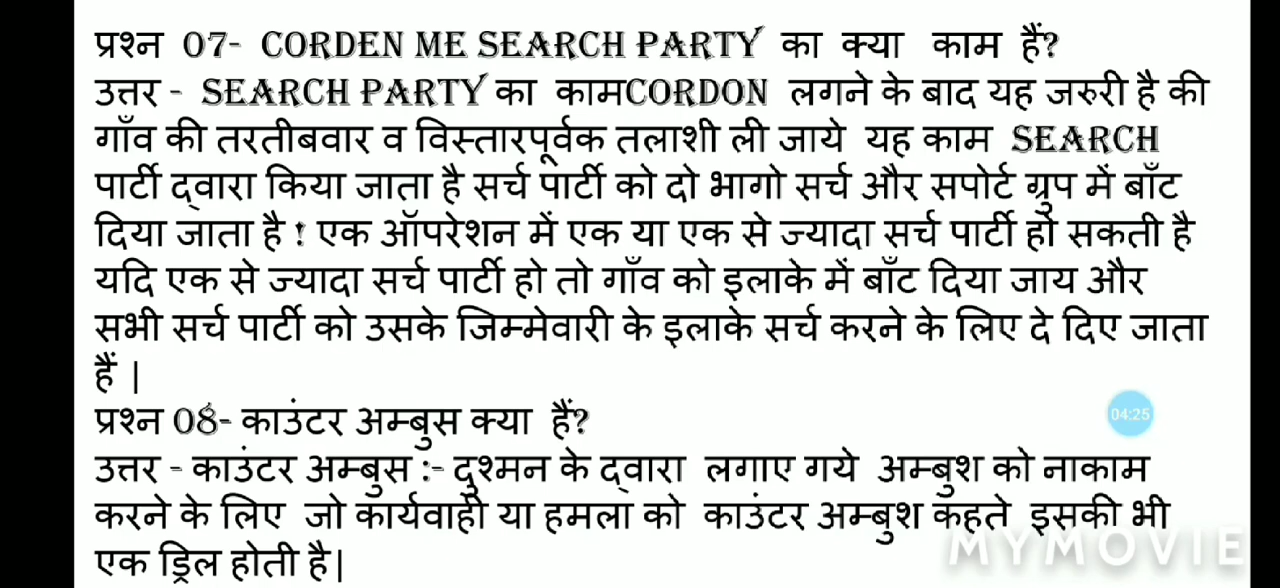 प्रश्न 07- CORDEN ME SEARCH PARTY का क्या काम हैं?
उत्तर - SEARCH PARTY का कामCORDON लगने के बाद यह जरुरी है की
गाँव की तरतीबवार व विस्तारपूर्वक तलाशी ली जाये यह काम SEARCH
पार्टी द्वारा किया जाता है सर्च पार्टी को दो भागो सर्च और सपोर्ट ग्रुप में बाँट
दिया जाता है ! एक ऑपरेशन में एक या एक से ज्यादा सर्च पार्टी हो सकती है
यदि एक से ज्यादा सर्च पार्टी हो तो गाँव को इलाके में बाँट दिया जाय और
सभी सर्च पार्टी को उसके जिम्मेवारी के इलाके सर्च करने के लिए दे दिए जाता
हैं |
प्रश्न 08- काउंटर अम्बुस क्या हैं?
04:25
उत्तर - काउंटर अम्बुस :- दुश्मन के द्वारा लगाए गये अम्बुश को नाकाम
करने के लिए जो कार्यवाही या हमला को काउंटर अम्बुश कहते इसकी भी
एक ड्रिल होती है|
MYMOVIE